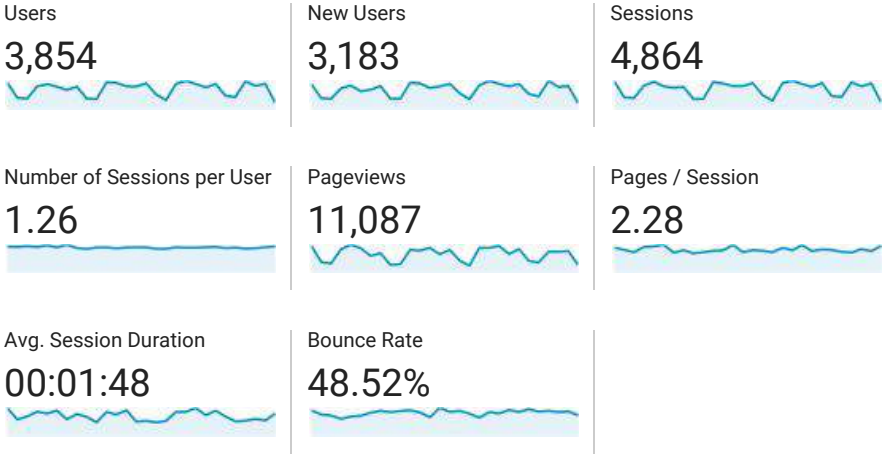 Users
3,854
New Users
3,183
Sessions
4,864
Number of Sessions per User
1.26
Pageviews
11,087
Pages / Session
2.28
Avg. Session Duration
00:01:48
Bounce Rate
48.52%